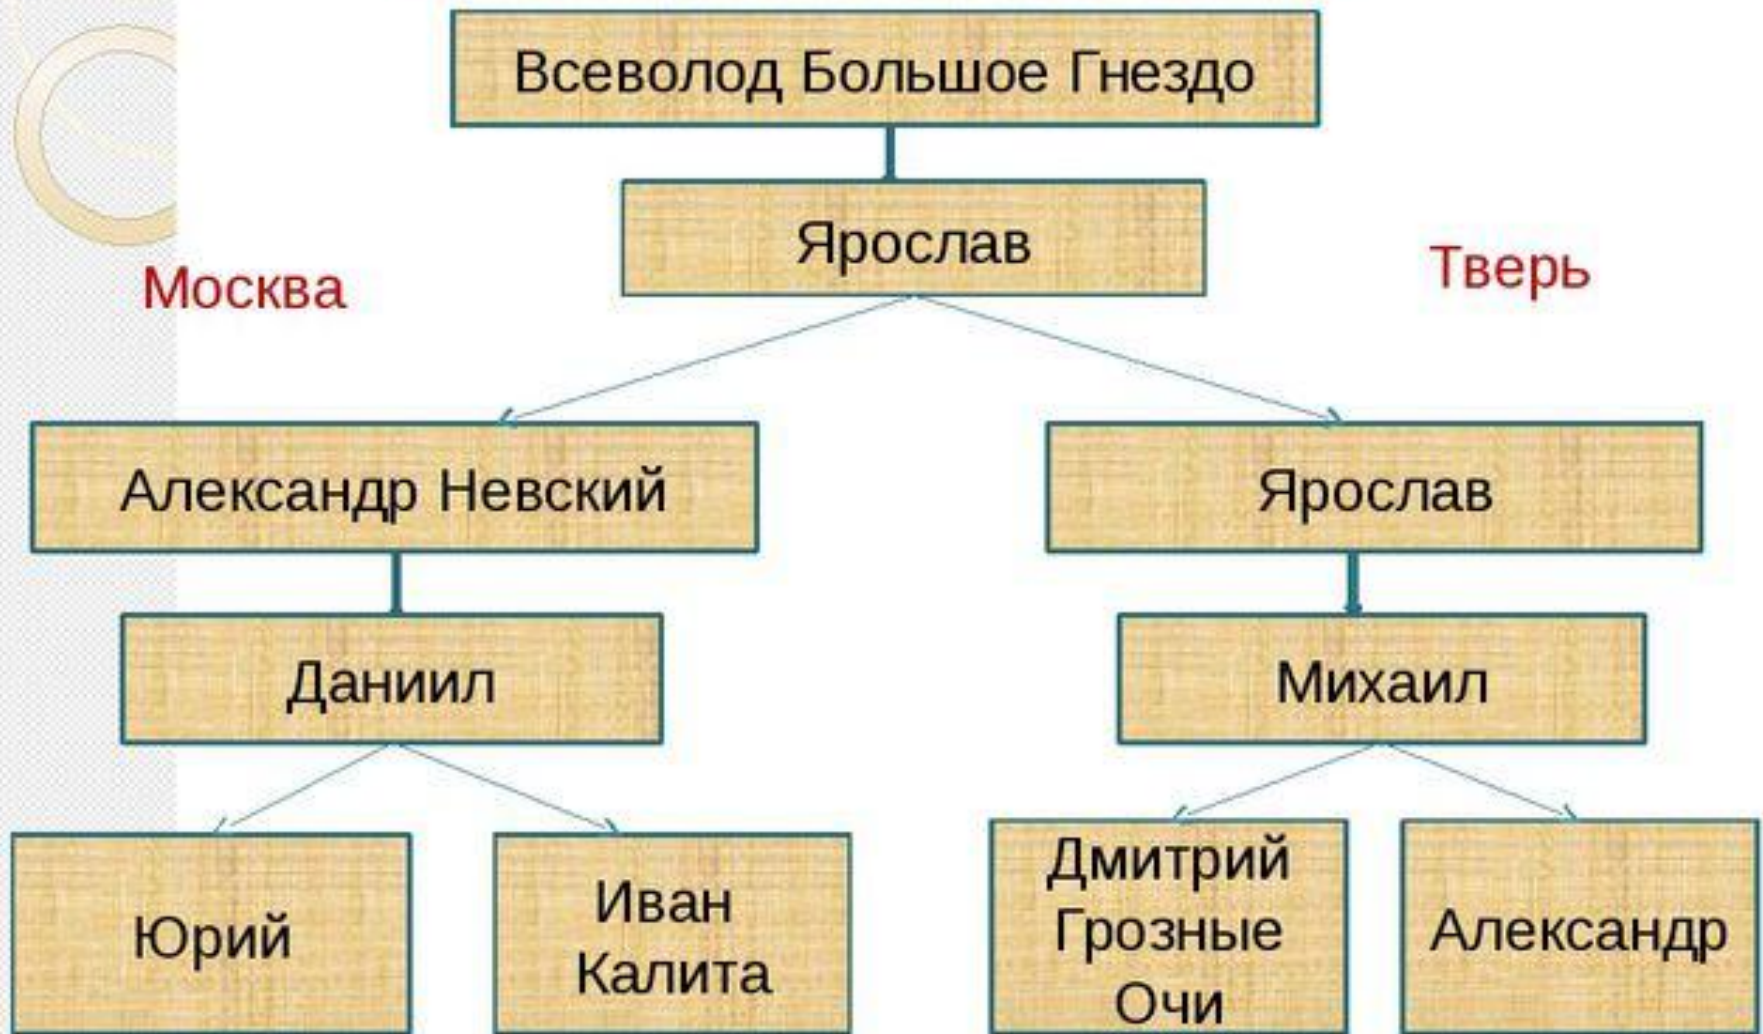 Всеволод Большое Гнездо
Ярослав
Москва
Тверь
Александр Невский
Ярослав
Даниил
Михаил
Юрий
Иван
Калита
Дмитрий
Грозные
Очи
Александр